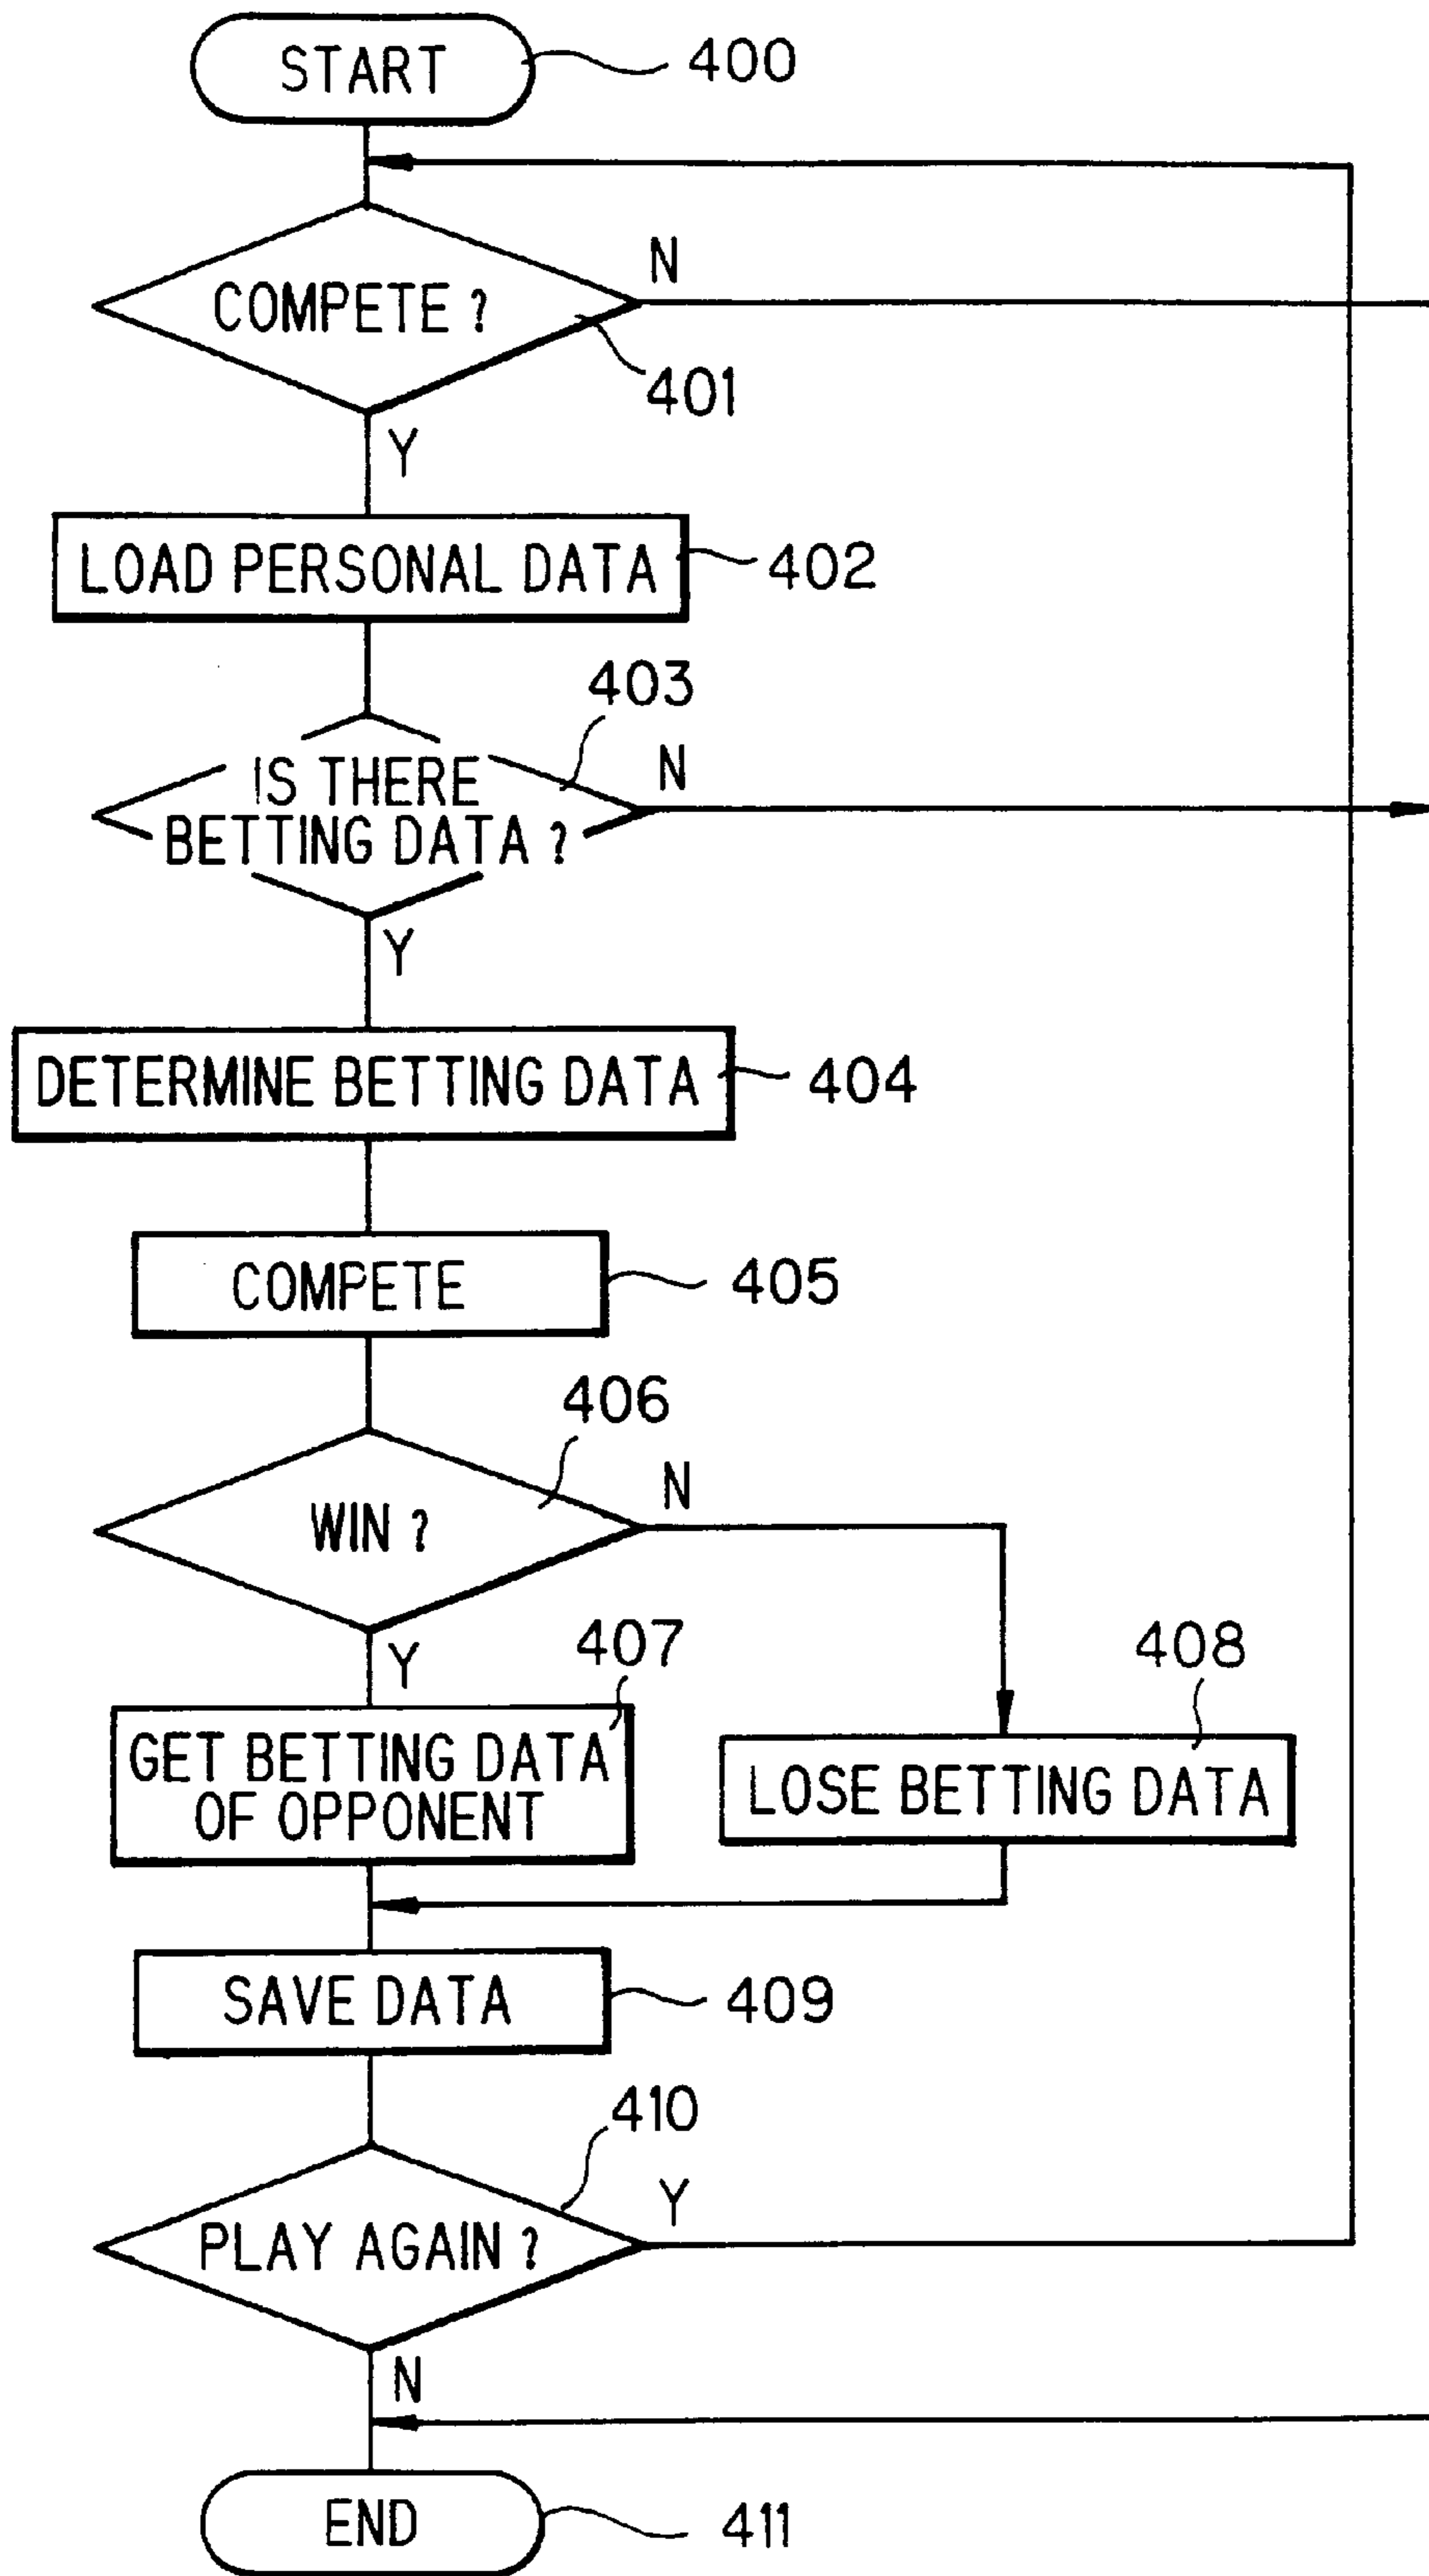 START
400
COMPETE ?
N
401
Y
LOAD PERSONAL DATA
402
403
IS THERE
BETTING DATA ?
N
Y
DETERMINE BETTING DATA
404
COMPETE
405
406
WIN ?
N
Y
407
408
GET BETTING DATA
OF OPPONENT
LOSE BETTING DATA
SAVE DATA
409
410
PLAY AGAIN ?
Y
N
END
411